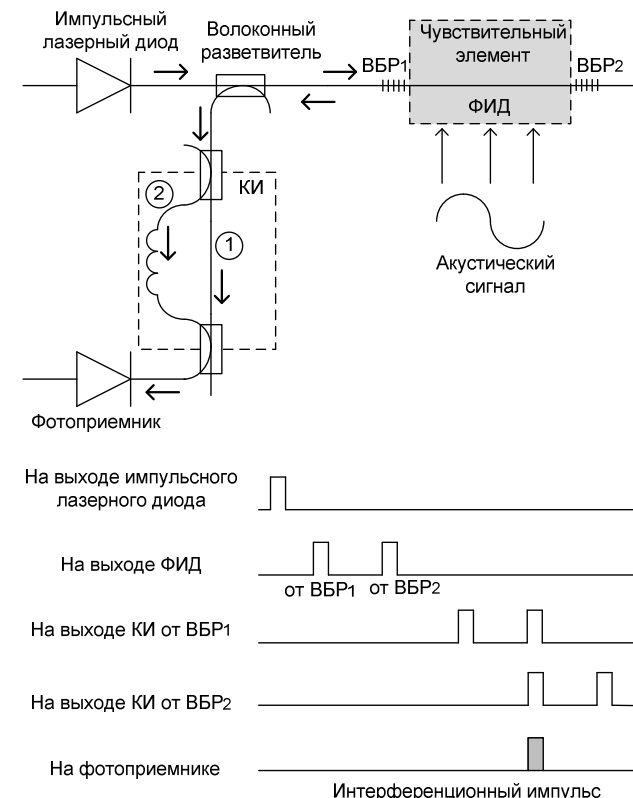 Импульсный
лазерный диод
Волоконный
разветвитель
ВБР1
Чувствительный
элемент
ФИД
ВБР2
КИ
2
1
Акустический
сигнал
Фотоприемник
На выходе импульсного
лазерного диода
На выходе ФИД
от ВБР1
от ВБР2
На выходе КИ от ВБР1
На выходе КИ от ВБР2
На фотоприемнике
Интерференционный импульс